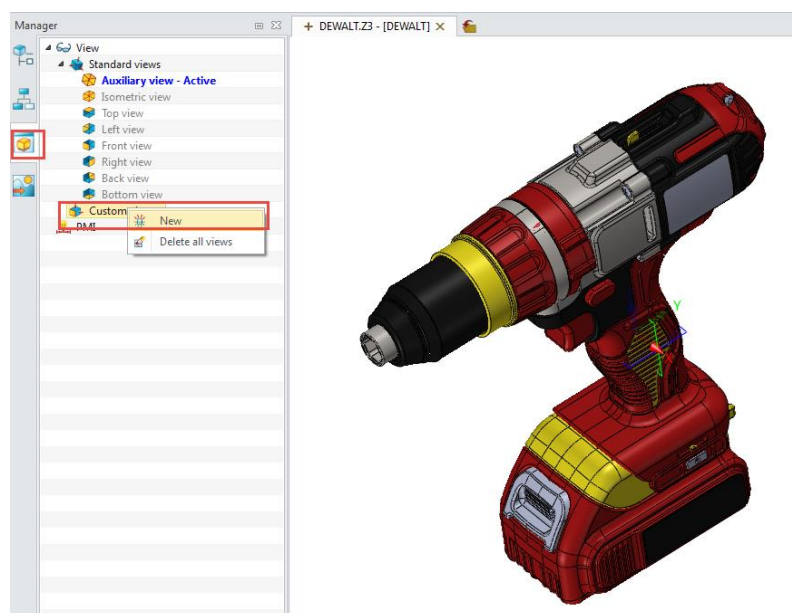 Manager
DEWALT.Z3 - [DEWALT]
View
Standard views
Auxiliary view - Active
Isometric view
Top view
Left view
Front view
Right view
Back view
Bottom view
Custom
New
PMI
Delete all views
Y